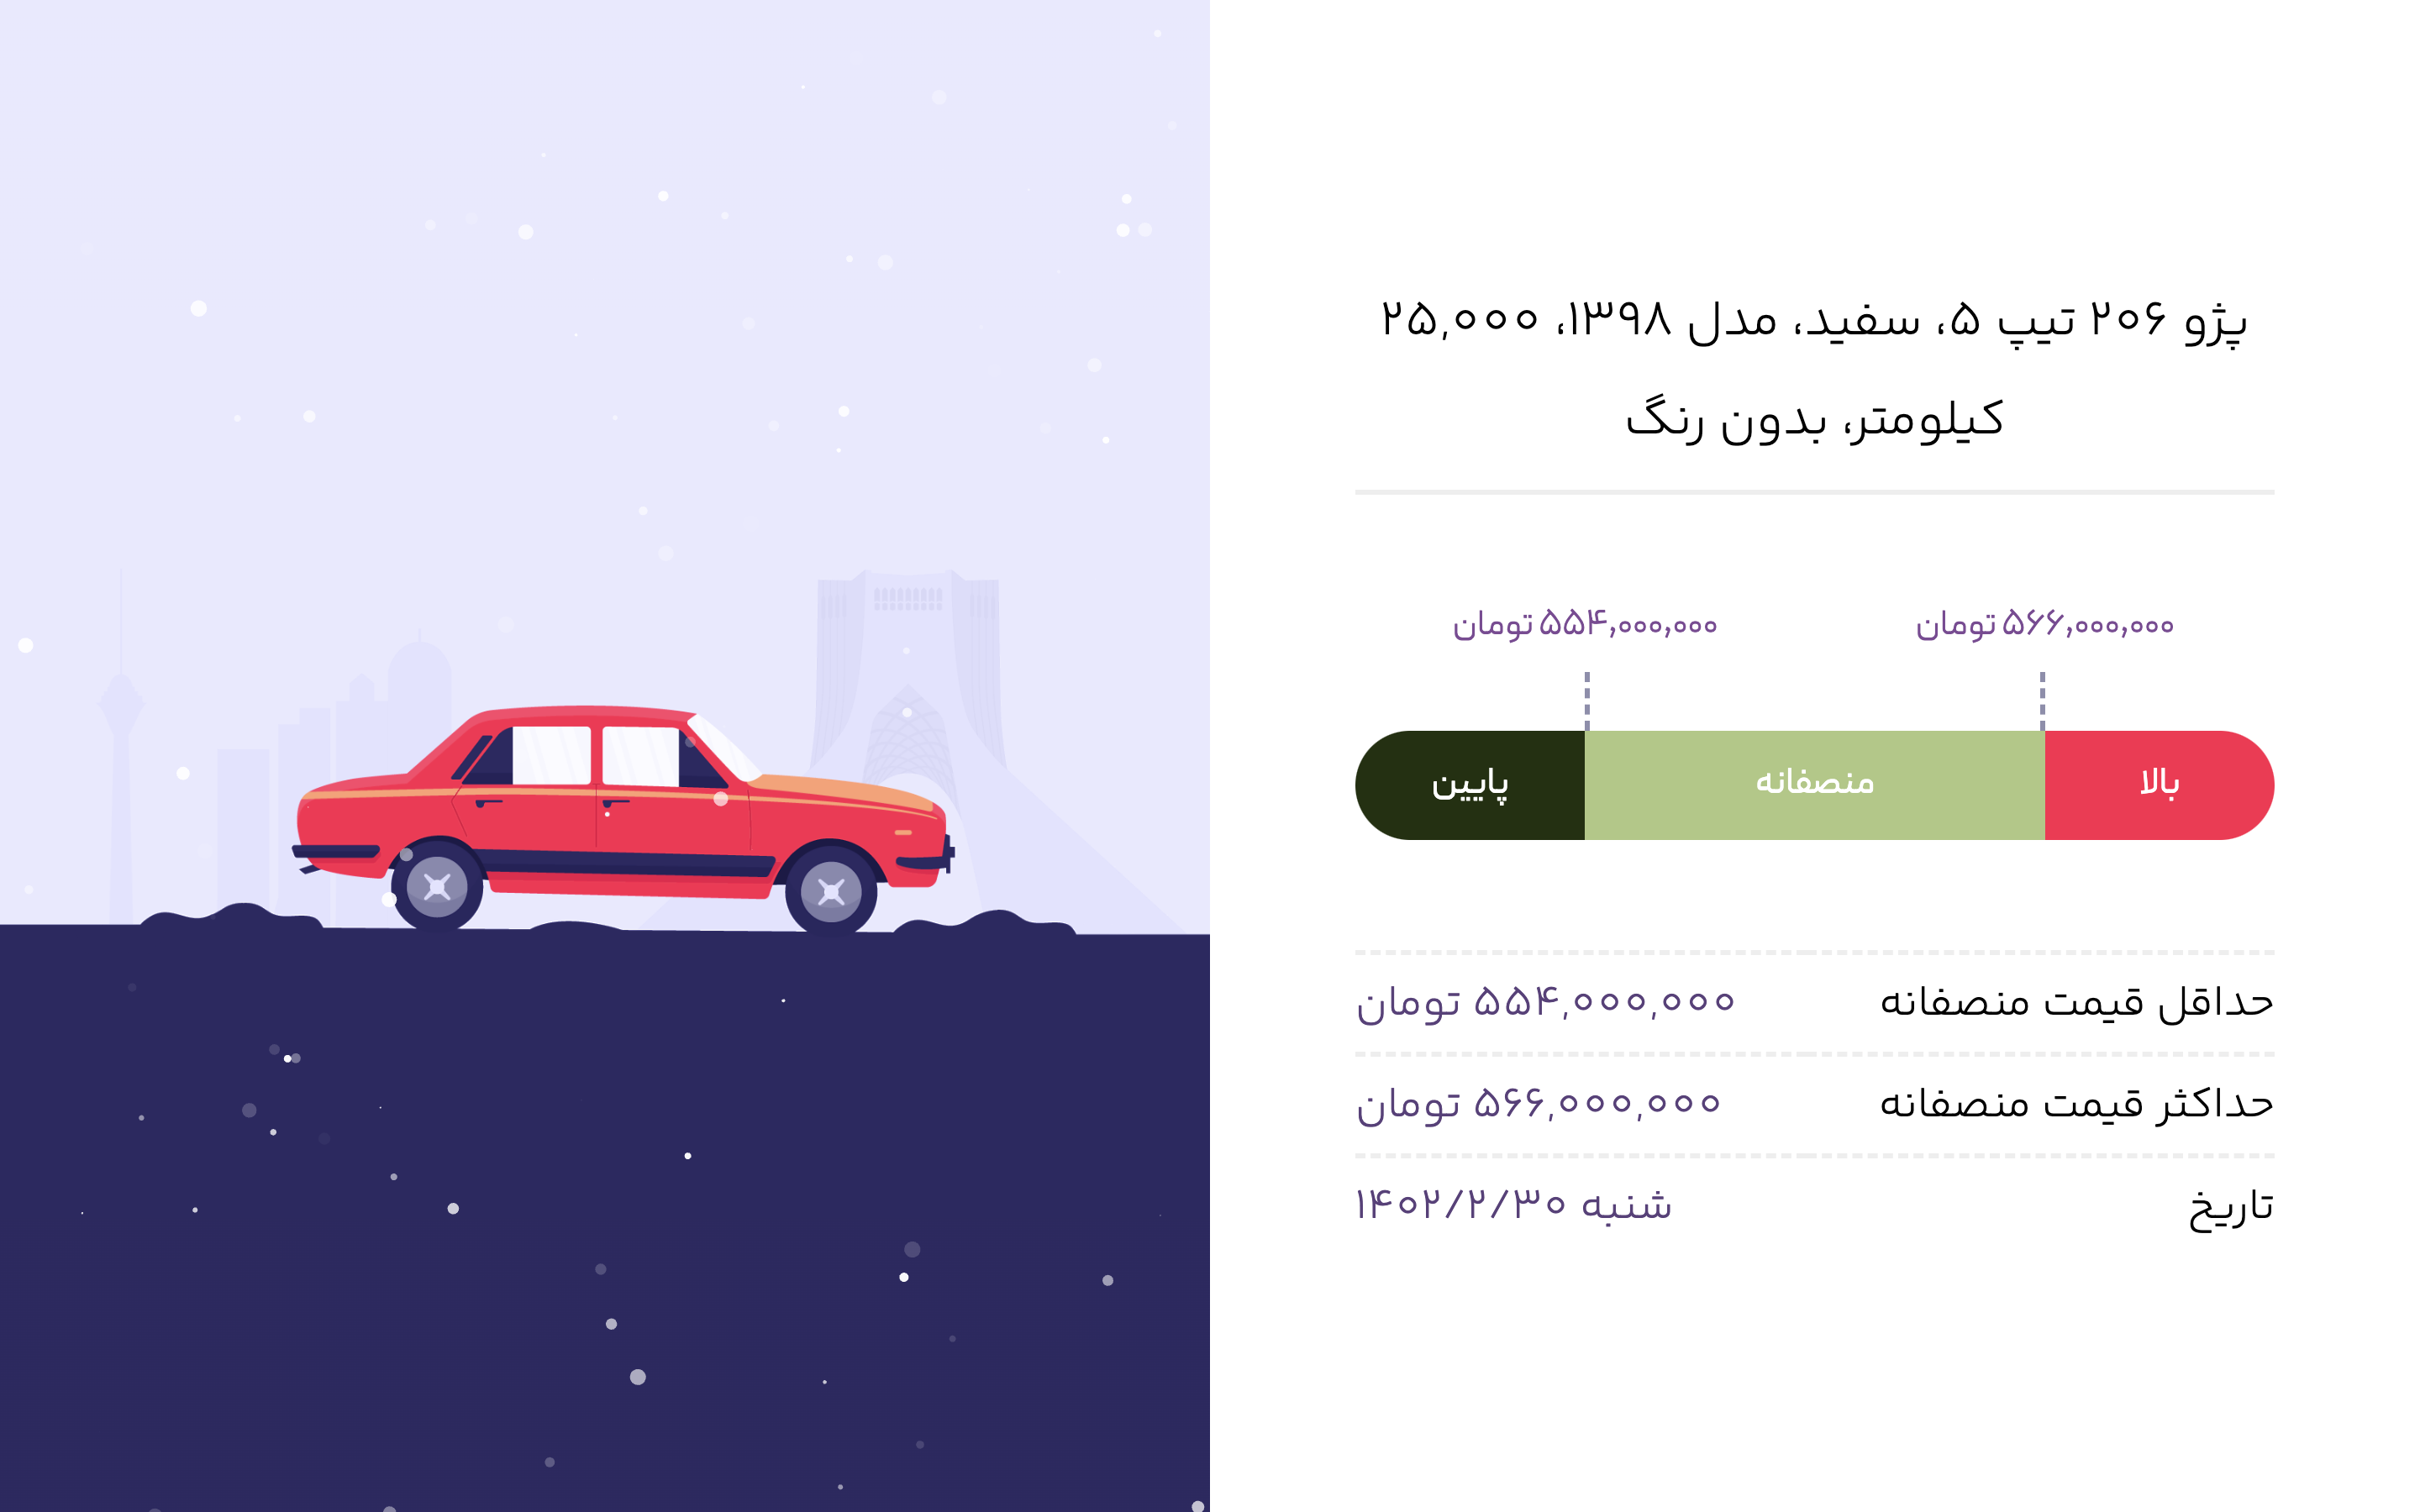 پژو ۲۰۶ تیپ ۵، سفید، مدل ۱۳۹۸، ۲۵,۰۰۰
کیلومتر، بدون رنگ
۵۶۶,۰۰۰,۰۰۰ تومان
۵۵۴,۰۰۰,۰۰۰ تومان
بالا
منصفانه
پایین
حداقل قیمت منصفانه ۵۵۴,۰۰۰,۰۰۰ تومان
حداکثر قیمت منصفانه ۵۶۶,۰۰۰,۰۰۰ تومان
تاریخ شنبه ۱۴۰۲/۲/۳۰